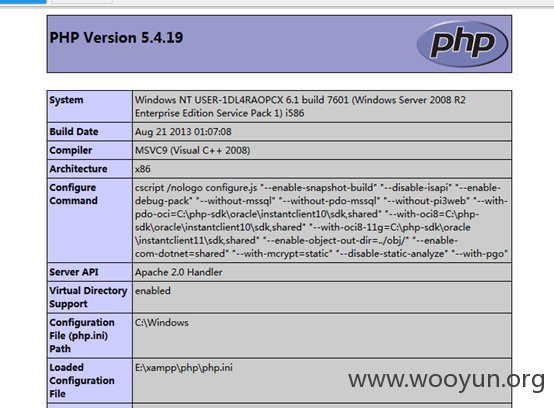 PHP Version 5.4.19
php
System
Windows NT USER-1DL4RAOPCX 6.1 build 7601 (Windows Server 2008 R2
Enterprise Edition Service Pack 1) i586
Build Date
Aug 21 2013 01:07:08
Compiler
MSVC9 (Visual C++ 2008)
Architecture
x86
Configure
Command
cscript /nologo configure.js "--enable-snapshot-build" "--disable-isapi" "--enable-
debug-pack" "--without-mssql" "--without-pdo-mssql" "--without-pi3web" "--with-
pdo-oci=C:\php-sdk\oracle\instantclient10\sdk,shared" "--with-oci8=C:\php-
sdk\oracle\instantclient10\sdk,shared" "--with-oci8-11g=C:\php-sdk\oracle
\instantclient11\sdk,shared" "--enable-object-out-dir=../obj/" "--enable-
com-dotnet=shared" "--with-mcrypt=static" "--disable-static-analyze" "--with-pgo"
Server API
Apache 2.0 Handler
Virtual Directory
Support
enabled
Configuration
File (php.ini)
Path
C:\Windows
Loaded
Configuration
File
E:\xampp\php\php.ini
www.wooyun.org